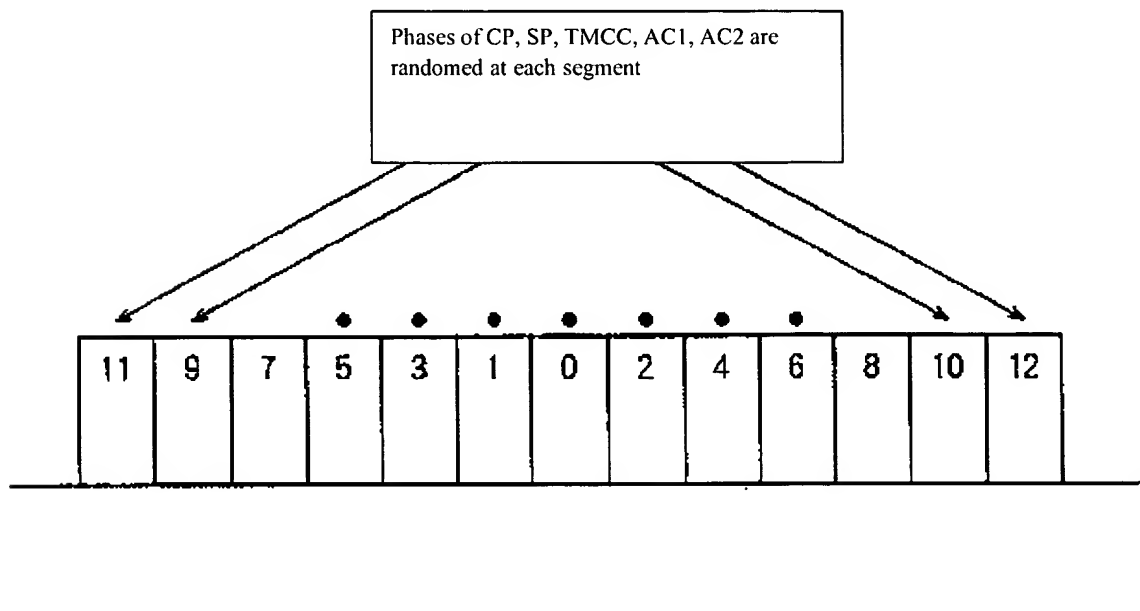 Phases of CP, SP, TMCC, AC1, AC2 are
randomed at each segment
11 9 7 5 3 1 0 2 4 6 8 10 12